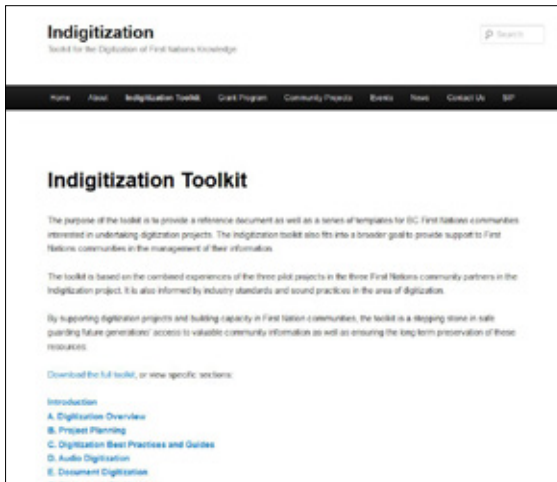 Indigitization
Toolkit for the Digitization of First Nations Knowledge
Search
Home About Indigitization Toolkit Grant Program Community Projects Events News Contact Us
Indigitization Toolkit
The purpose of the toolkit is to provide a reference document as well as a series of templates for BC First Nations communities
interested in undertaking digitization projects. The Indigitization toolkit also fits into a broader goal to provide support to First
Nations communities in the management of their information.
The toolkit is based on the combined experiences of the three pilot projects in the three First Nations community partners in the
Indigitization project. It is also informed by industry standards and sound practices in the area of digitization.
By supporting digitization projects and building capacity in First Nation communities, the toolkit is a stepping stone in safe
guarding future generations' access to valuable community information as well as ensuring the long term preservation of these
resources.
Download the full toolkit, or view specific sections:
Introduction
A. Digitization Overview
B. Project Planning
C. Digitization Best Practices and Guides
D. Audio Digitization
E. Document Digitization